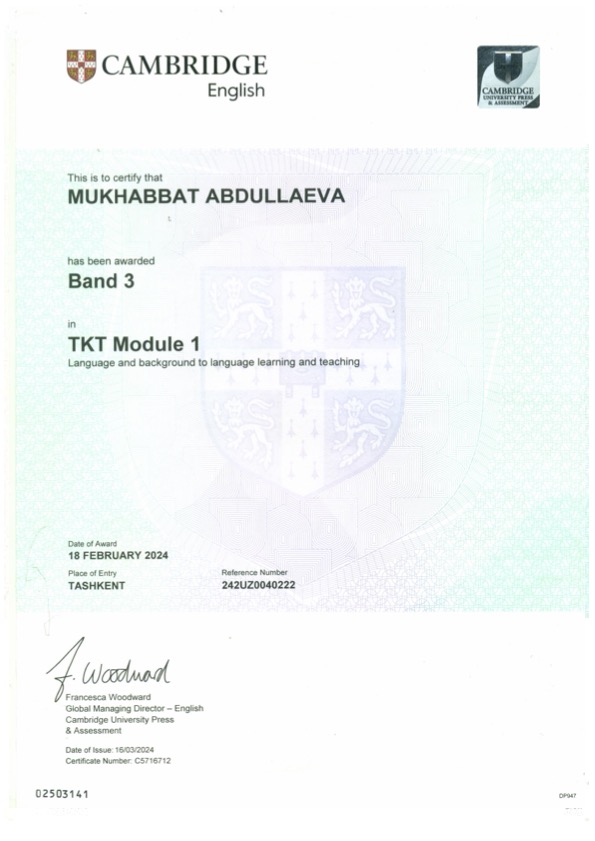 CAMBRIDGE
English
CAMBRIDGE
UNIVERSITY PRESS
& ASSESSMENT
This is to certify that
MUKHABBAT ABDULLAEVA
has been awarded
Band 3
in
TKT Module 1
Language and background to language learning and teaching
Date of Award
18 FEBRUARY 2024
Place of Entry
TASHKENT
Reference Number
242UZ0040222
F. Woodward
Francesca Woodward
Global Managing Director – English
Cambridge University Press
& Assessment
Date of Issue: 16/03/2024
Certificate Number: C5716712
02503141
DP947